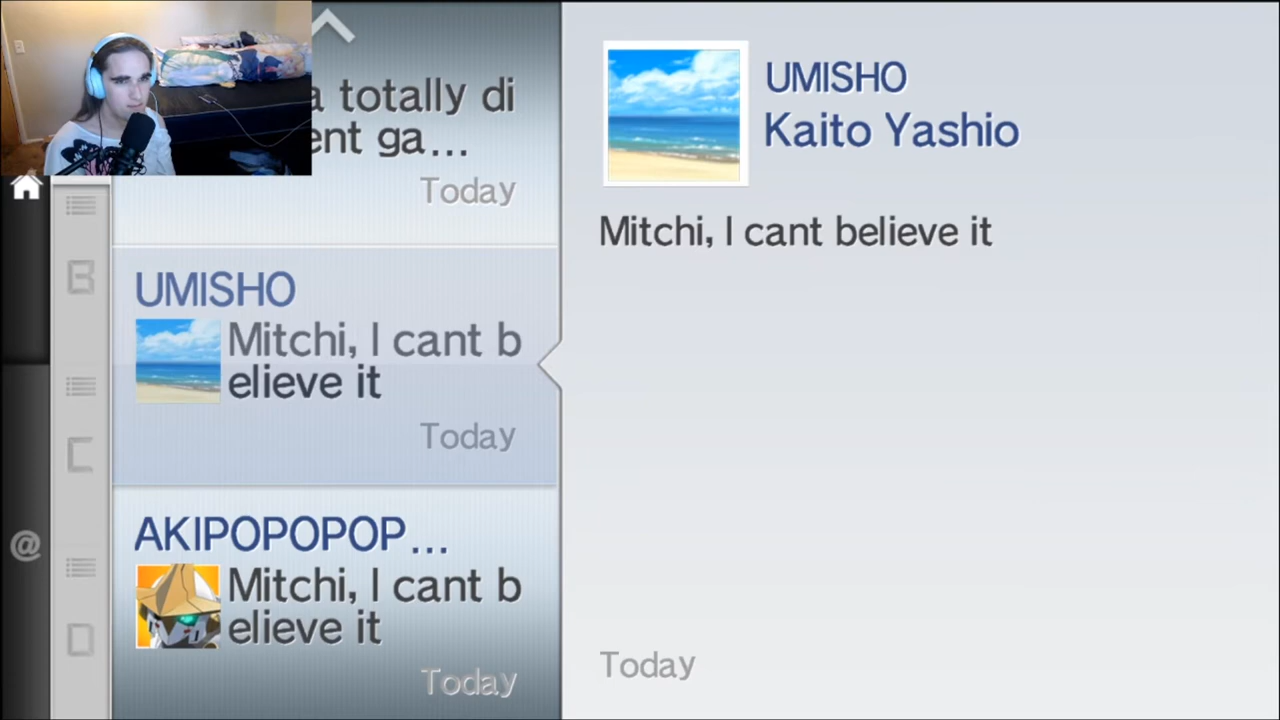 a totally di
ent ga...
Today
UMISHO
Mitchi, I cant b
elieve it
Today
AKIPOPOPOP...
Mitchi, I cant b
elieve it
Today
B
C
D
@
UMISHO
Kaito Yashio
Mitchi, I cant believe it
Today